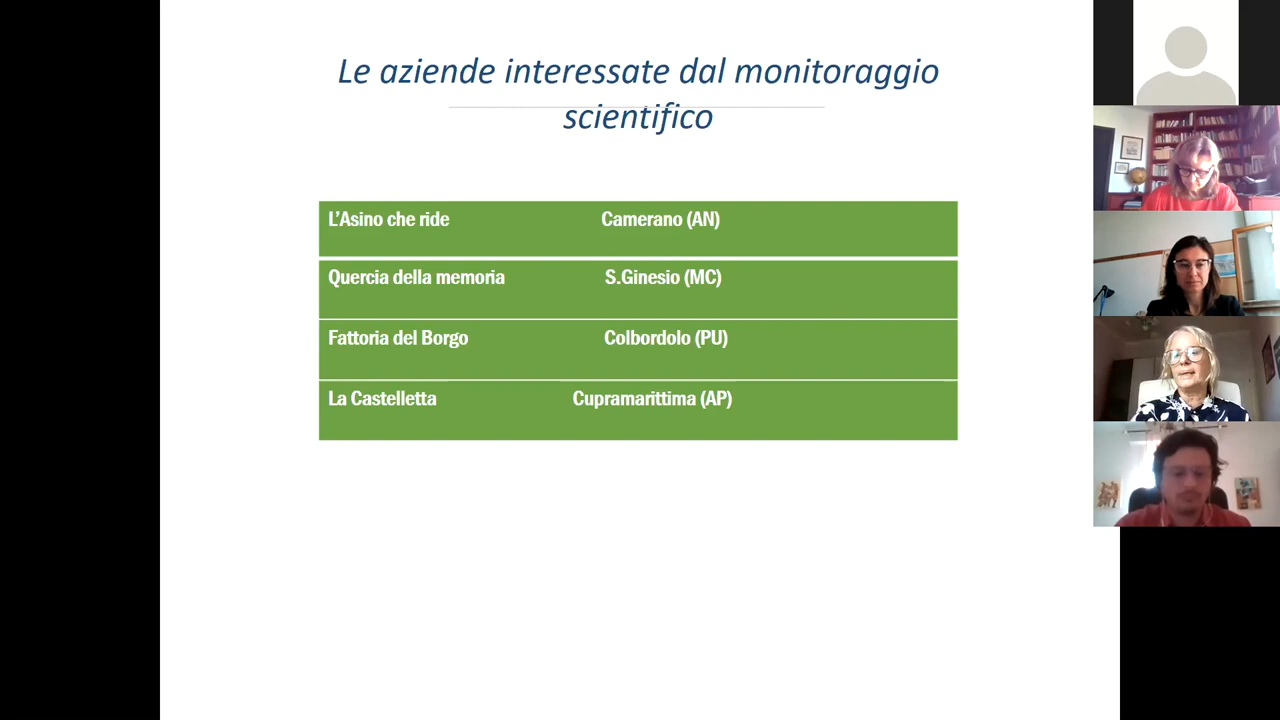 Le aziende interessate dal monitoraggio
scientifico
L'Asino che ride Camerano (AN)
Quercia della memoria S.Ginesio (MC)
Fattoria del Borgo Colbordolo (PU)
La Castelletta Cupramarittima (AP)